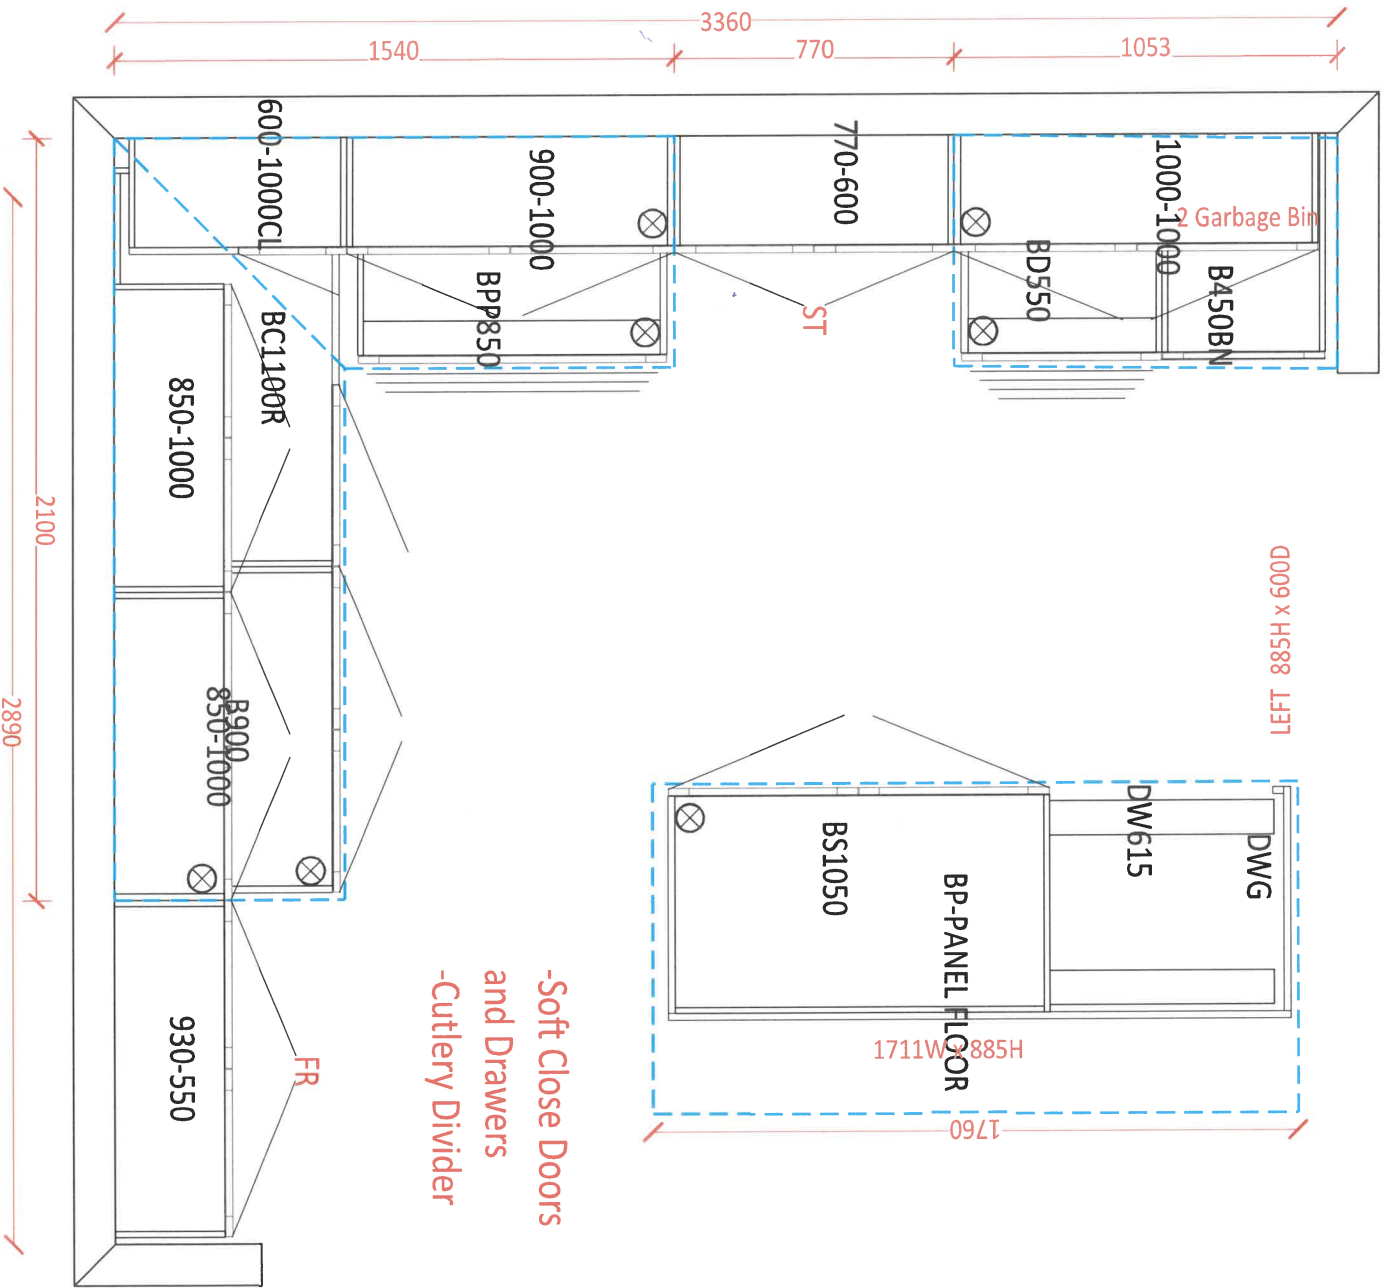 3360
1540
770
1053
600-1000CL
900-1000
770-600
1000-1000
2 Garbage Bin
BPP850
BD550
B450BN
ST
BC1100R
850-1000
2100
2890
B900
850-1000
LEFT 885H x 600D
BS1050
DW615
DWG
BP-PANEL FLOOR
1711W x 885H
1760
930-550
FR
-Soft Close Doors
and Drawers
-Cutlery Divider